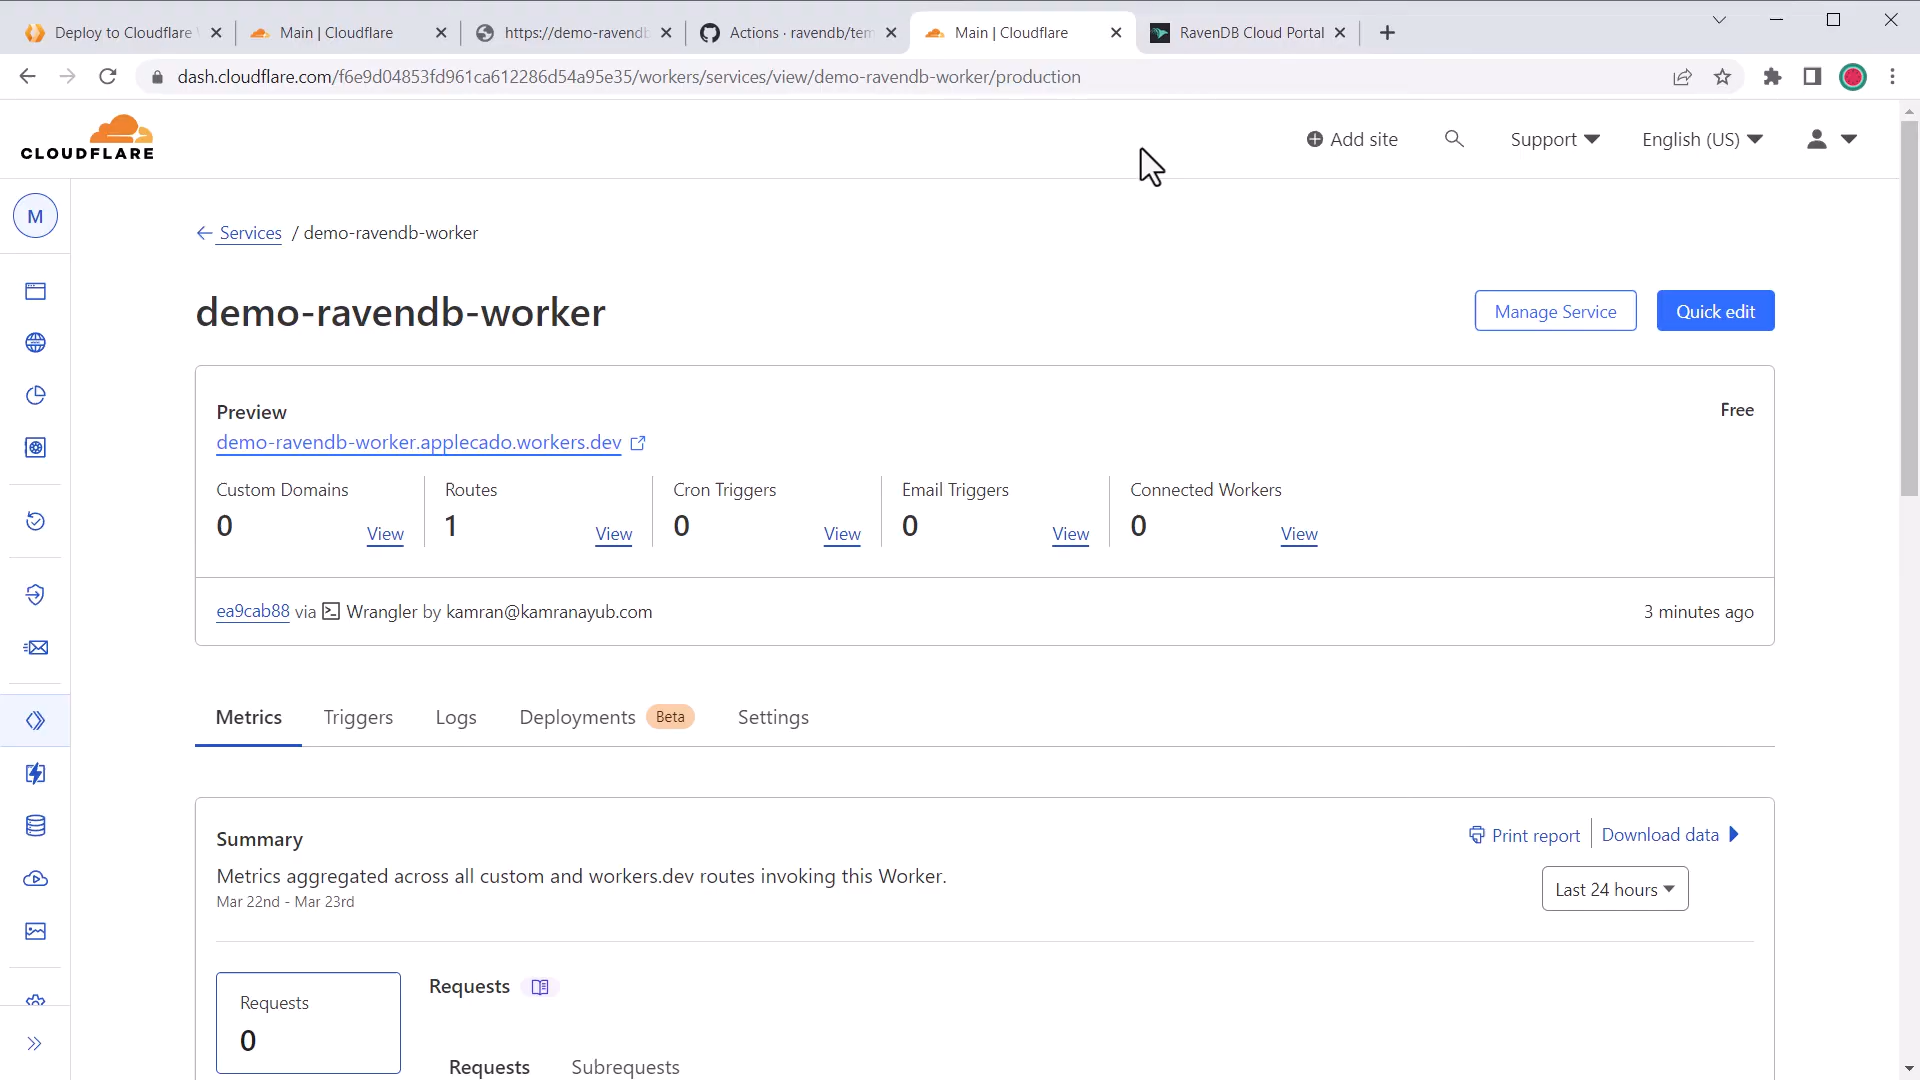 Deploy to Cloudflare
Main | Cloudflare
https://demo-ravendb
Actions · ravendb/tem
Main | Cloudflare
RavenDB Cloud Portal
dash.cloudflare.com/f6e9d04853fd961ca612286d54a95e35/workers/services/view/demo-ravendb-worker/production
CLOUDFLARE
Add site
Support
English (US)
M
Services / demo-ravendb-worker
demo-ravendb-worker
Manage Service
Quick edit
Preview
Free
demo-ravendb-worker.applecado.workers.dev
Custom Domains
0
View
Routes
1
View
Cron Triggers
0
View
Email Triggers
0
View
Connected Workers
0
View
ea9cab88 via Wrangler by kamran@kamranayub.com
3 minutes ago
Metrics
Triggers
Logs
Deployments Beta
Settings
Summary
Print report
Download data
Metrics aggregated across all custom and workers.dev routes invoking this Worker.
Mar 22nd - Mar 23rd
Last 24 hours
Requests
0
Requests
Requests
Subrequests